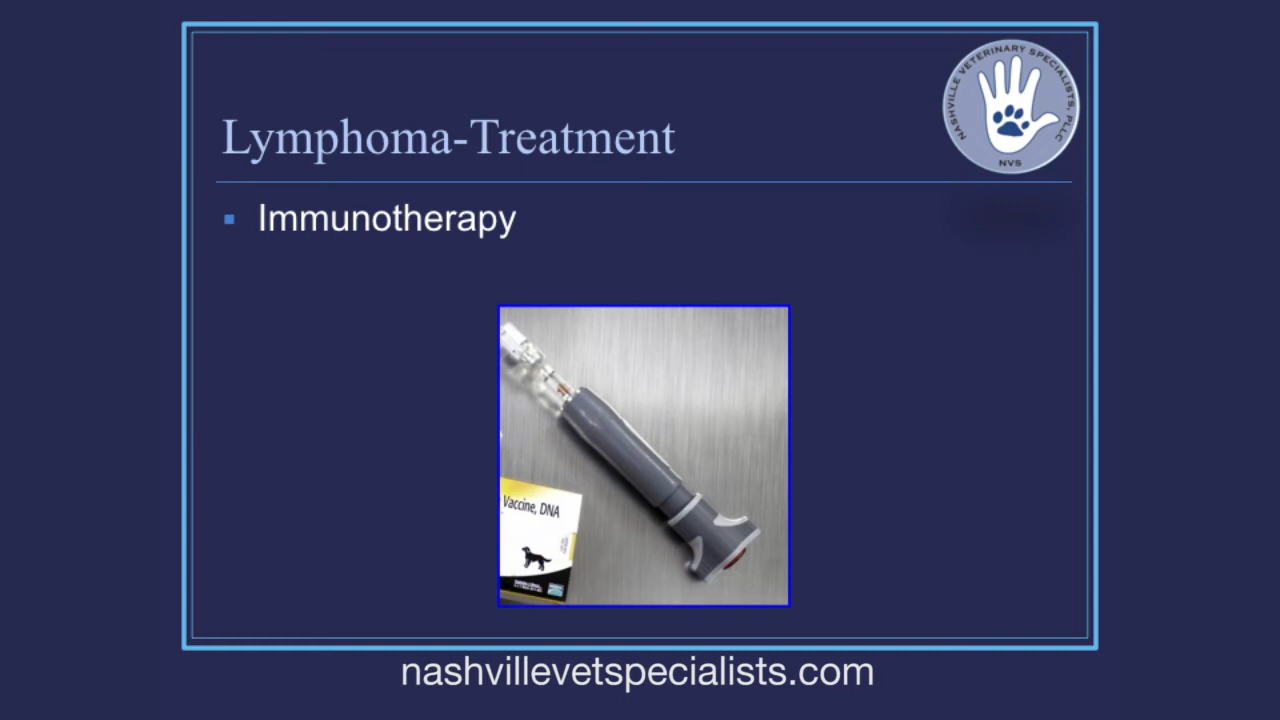 NASHVILLE VETERINARY SPECIALISTS, PLLC
NVS
Lymphoma-Treatment
Immunotherapy
Vaccine, DNA
nashvillevetspecialists.com